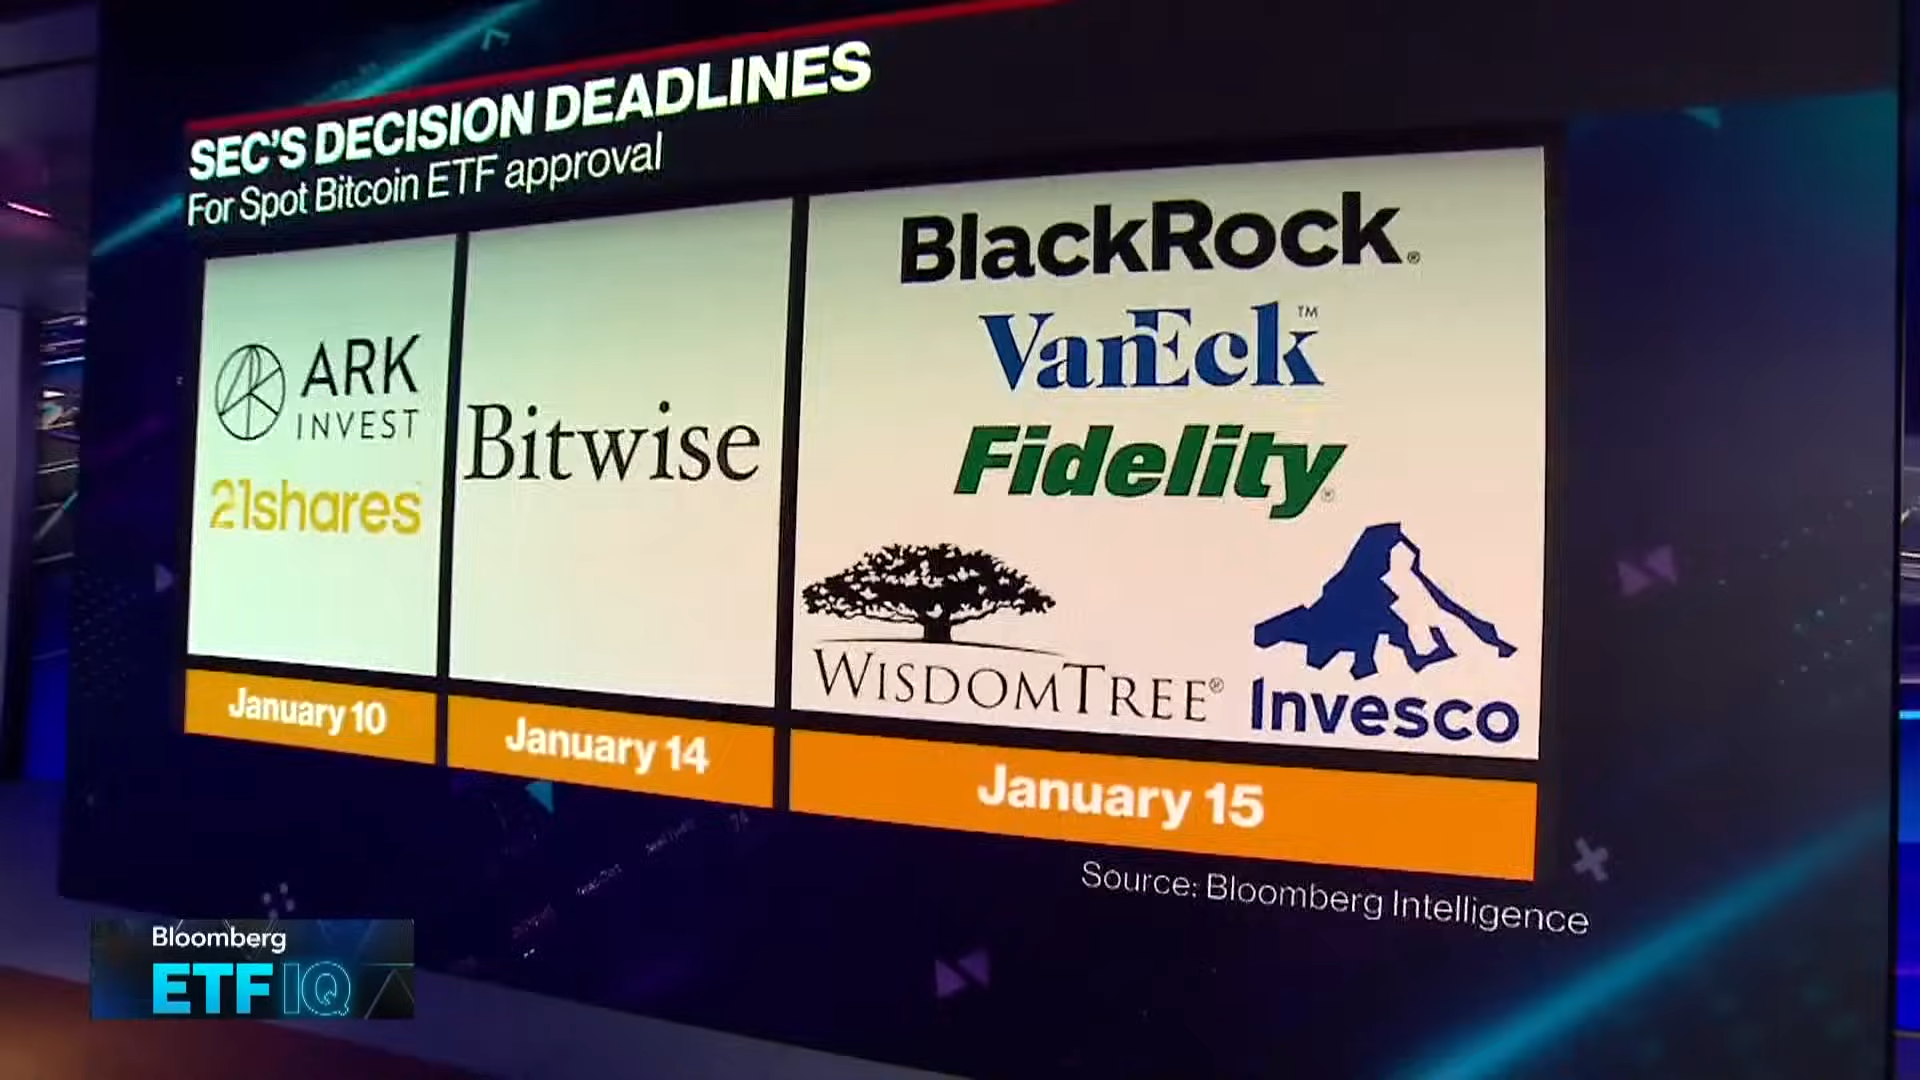 SEC'S DECISION DEADLINES
For Spot Bitcoin ETF approval
ARK
INVEST
21shares
January 10
Bitwise
January 14
BlackRock®
VanEck™
Fidelity®
WISDOMTREE®
Invesco
January 15
Source: Bloomberg Intelligence
Bloomberg
ETF IQ